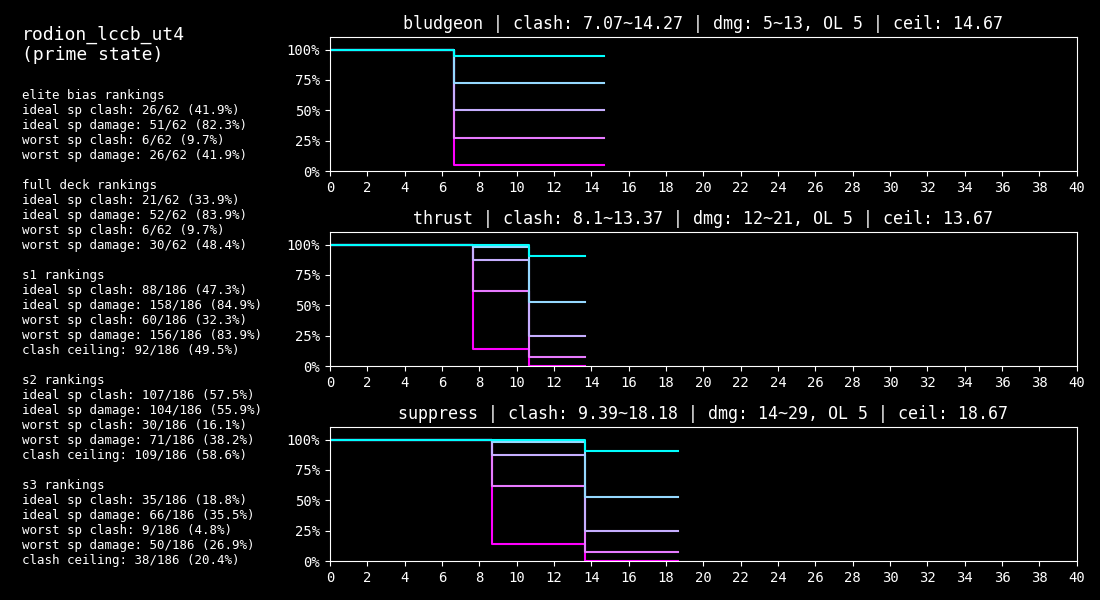 rodion_lccb_ut4
(prime state)
elite bias rankings
ideal sp clash: 26/62 (41.9%)
ideal sp damage: 51/62 (82.3%)
worst sp clash: 6/62 (9.7%)
worst sp damage: 26/62 (41.9%)
full deck rankings
ideal sp clash: 21/62 (33.9%)
ideal sp damage: 52/62 (83.9%)
worst sp clash: 6/62 (9.7%)
worst sp damage: 30/62 (48.4%)
s1 rankings
ideal sp clash: 88/186 (47.3%)
ideal sp damage: 158/186 (84.9%)
worst sp clash: 60/186 (32.3%)
worst sp damage: 156/186 (83.9%)
clash ceiling: 92/186 (49.5%)
s2 rankings
ideal sp clash: 107/186 (57.5%)
ideal sp damage: 104/186 (55.9%)
worst sp clash: 30/186 (16.1%)
worst sp damage: 71/186 (38.2%)
clash ceiling: 109/186 (58.6%)
s3 rankings
ideal sp clash: 35/186 (18.8%)
ideal sp damage: 66/186 (35.5%)
worst sp clash: 9/186 (4.8%)
worst sp damage: 50/186 (26.9%)
clash ceiling: 38/186 (20.4%)
bludgeon | clash: 7.07~14.27 | dmg: 5~13, OL 5 | ceil: 14.67
100%
75%
50%
25%
0%
0 2 4 6 8 10 12 14 16 18 20 22 24 26 28 30 32 34 36 38 40
thrust | clash: 8.1~13.37 | dmg: 12~21, OL 5 | ceil: 13.67
100%
75%
50%
25%
0%
0 2 4 6 8 10 12 14 16 18 20 22 24 26 28 30 32 34 36 38 40
suppress | clash: 9.39~18.18 | dmg: 14~29, OL 5 | ceil: 18.67
100%
75%
50%
25%
0%
0 2 4 6 8 10 12 14 16 18 20 22 24 26 28 30 32 34 36 38 40